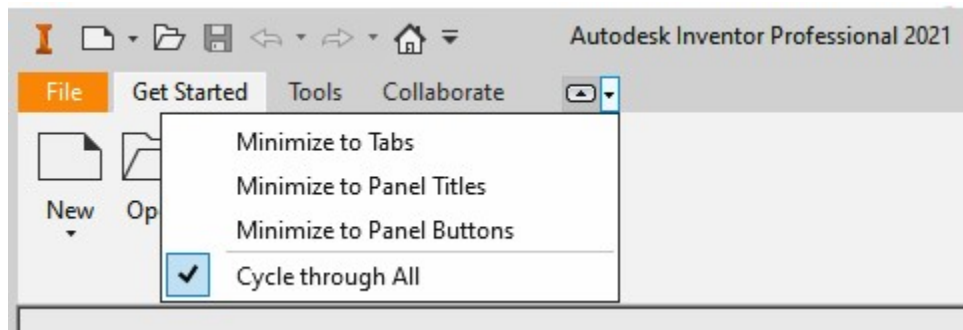 I
Autodesk Inventor Professional 2021
File Get Started Tools Collaborate
Minimize to Tabs
Minimize to Panel Titles
New Op Minimize to Panel Buttons
Cycle through All